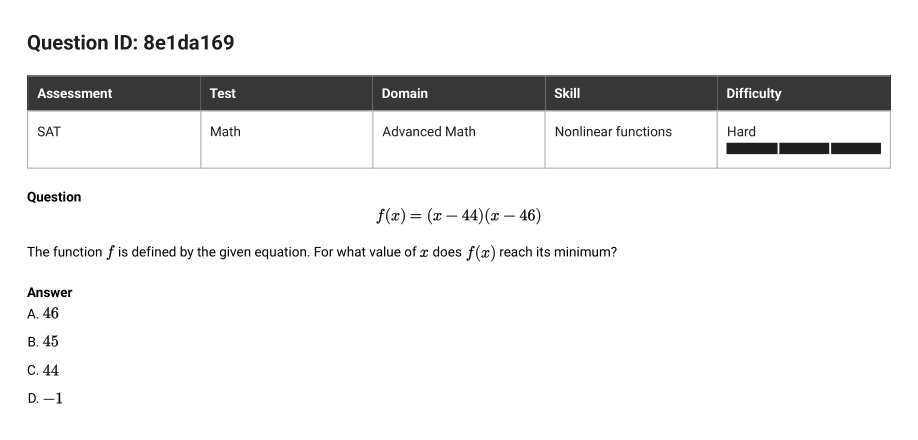 Question ID: 8e1da169
Assessment Test Domain Skill Difficulty
SAT Math Advanced Math Nonlinear functions Hard
Question
f(x) = (x − 44)(x − 46)
The function f is defined by the given equation. For what value of x does f(x) reach its minimum?
Answer
A. 46
B. 45
C. 44
D. −1